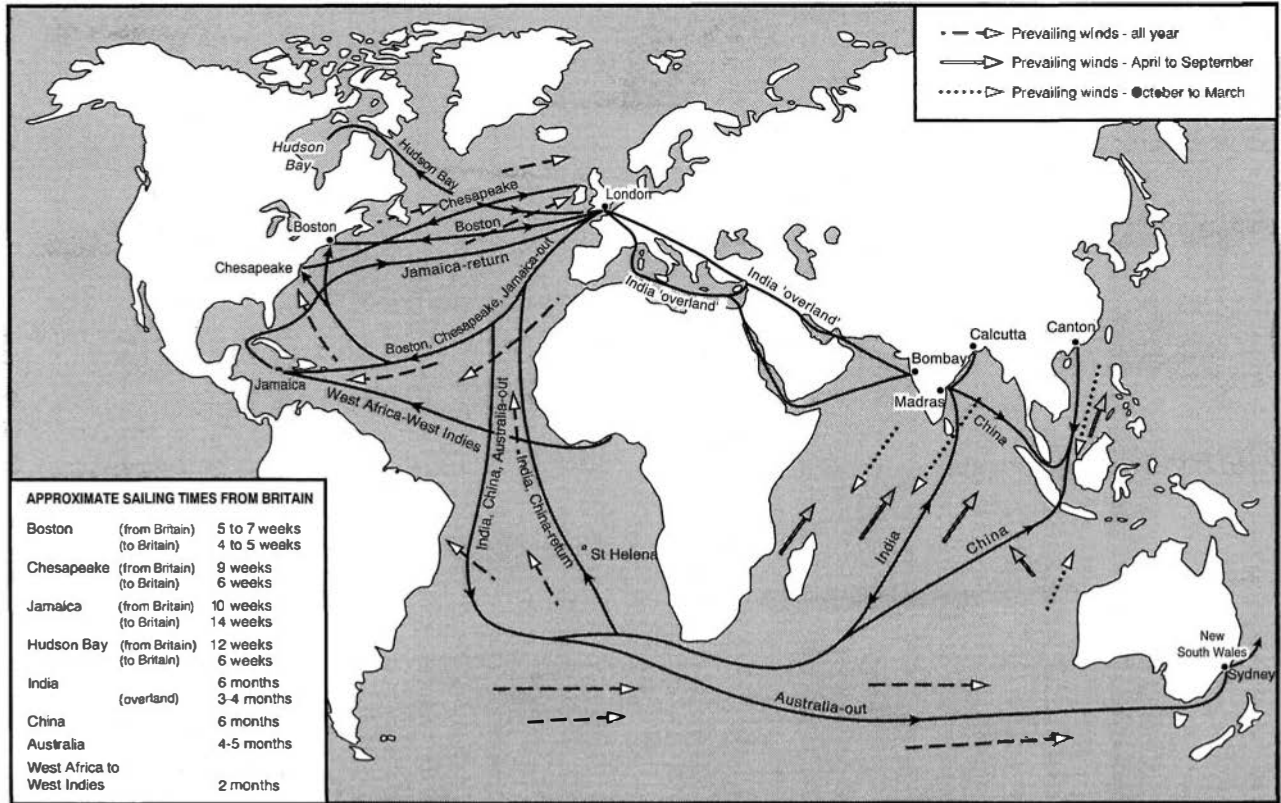 Prevailing winds - all year
Prevailing winds - April to September
Prevailing winds - October to March
Hudson
Bay
Hudson Bay
Chesapeake
London
Boston
Boston
Chesapeake
Jamaica-return
Boston, Chesapeake, Jamaica-out
India 'overland'
India 'overland'
Calcutta
Canton
Bombay
Madras
China
Jamaica
West Africa-West Indies
India, China, Australia-out
India, China-return
St Helena
India
China
New
South Wales
Sydney
Australia-out
APPROXIMATE SAILING TIMES FROM BRITAIN
Boston (from Britain) 5 to 7 weeks
(to Britain) 4 to 5 weeks
Chesapeake (from Britain) 9 weeks
(to Britain) 6 weeks
Jamaica (from Britain) 10 weeks
(to Britain) 14 weeks
Hudson Bay (from Britain) 12 weeks
(to Britain) 6 weeks
India 6 months
(overland) 3-4 months
China 6 months
Australia 4-5 months
West Africa to
West Indies 2 months